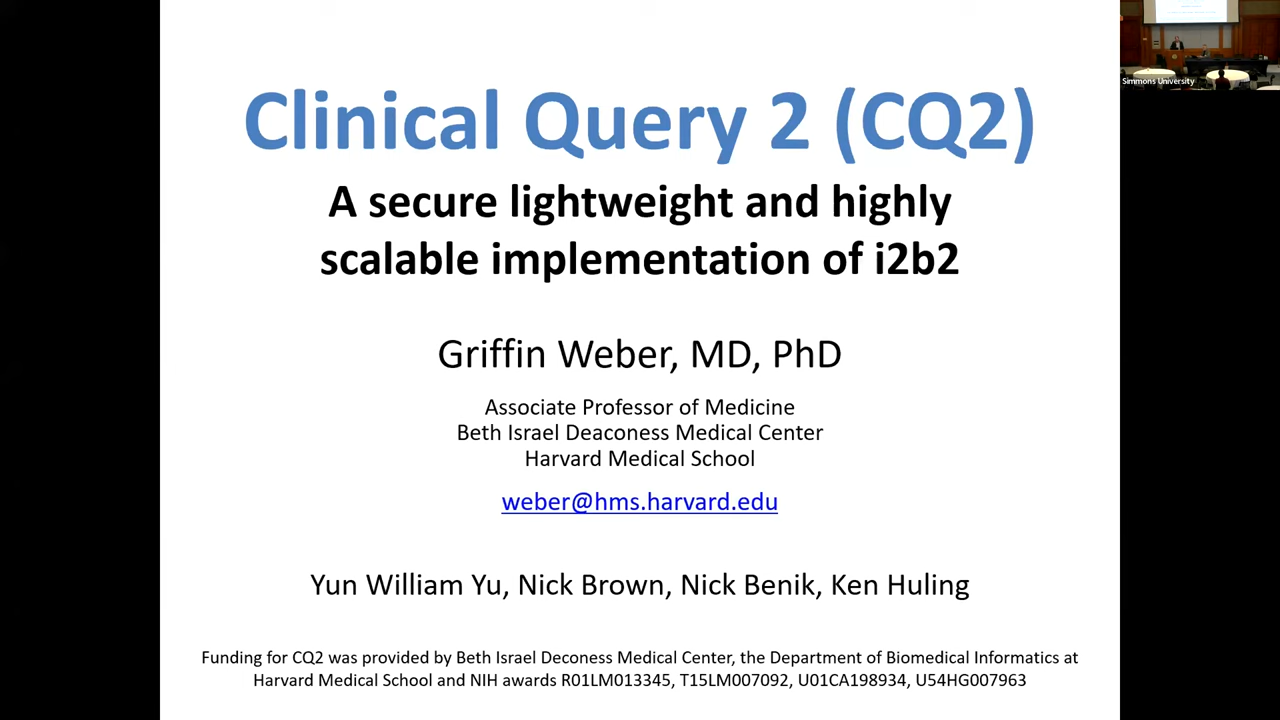 Clinical Query 2 (CQ2)
A secure lightweight and highly
scalable implementation of i2b2
Griffin Weber, MD, PhD
Associate Professor of Medicine
Beth Israel Deaconess Medical Center
Harvard Medical School
weber@hms.harvard.edu
Yun William Yu, Nick Brown, Nick Benik, Ken Huling
Funding for CQ2 was provided by Beth Israel Deconess Medical Center, the Department of Biomedical Informatics at
Harvard Medical School and NIH awards R01LM013345, T15LM007092, U01CA198934, U54HG007963
Simmons University